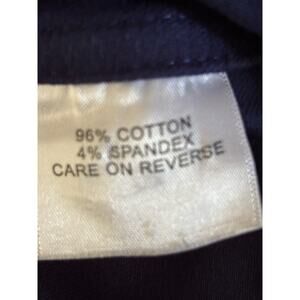 96% COTTON
4% SPANDEX
CARE ON REVERSE